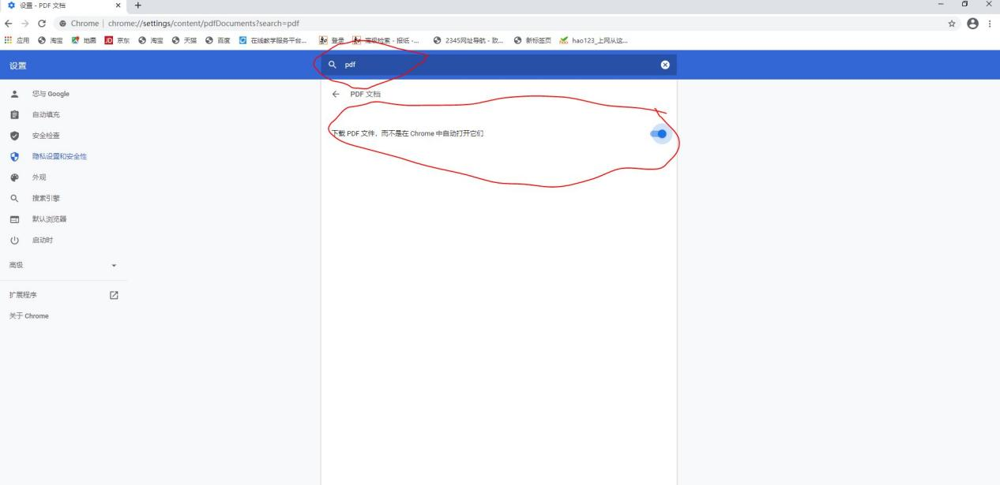 设置 - PDF 文档
Chrome | chrome://settings/content/pdfDocuments?search=pdf
应用 淘宝 地图 JD 京东 淘宝 天猫 百度 在线教学服务平台... 登录 高级检索 - 报纸 -... 2345网址导航 - 致... 新标签页 hao hao123_上网从这...
设置
pdf
您与 Google
自动填充
安全检查
隐私设置和安全性
外观
搜索引擎
默认浏览器
启动时
高级
扩展程序
关于 Chrome
PDF 文档
下载 PDF 文件，而不是在 Chrome 中自动打开它们